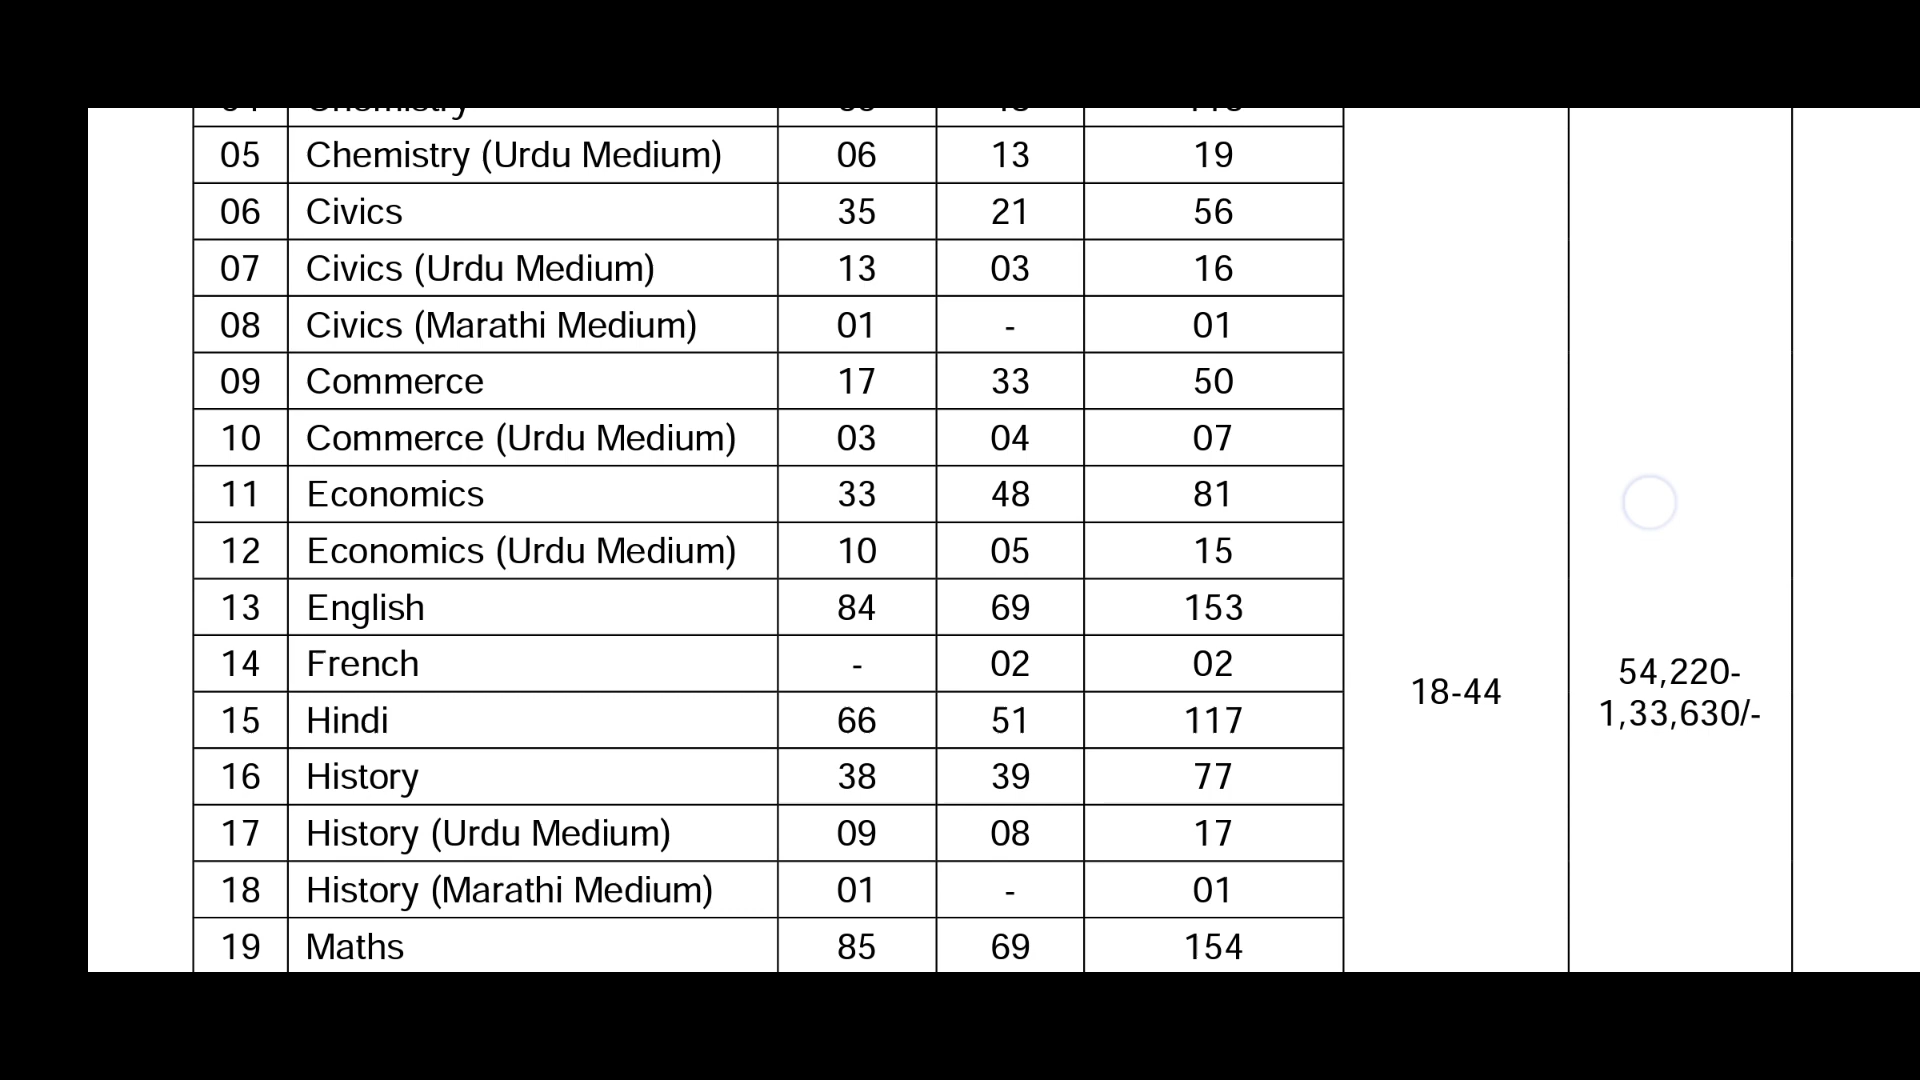 05 Chemistry (Urdu Medium) 06 13 19
06 Civics 35 21 56
07 Civics (Urdu Medium) 13 03 16
08 Civics (Marathi Medium) 01 - 01
09 Commerce 17 33 50
10 Commerce (Urdu Medium) 03 04 07
11 Economics 33 48 81
12 Economics (Urdu Medium) 10 05 15
13 English 84 69 153
14 French - 02 02
15 Hindi 66 51 117
16 History 38 39 77
17 History (Urdu Medium) 09 08 17
18 History (Marathi Medium) 01 - 01
19 Maths 85 69 154
18-44
54,220-
1,33,630/-